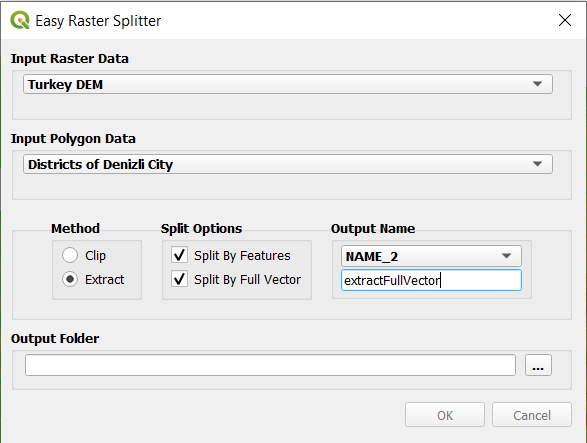 Easy Raster Splitter
Input Raster Data
Turkey DEM
Input Polygon Data
Districts of Denizli City
Method
Split Options
Output Name
Clip
Split By Features
NAME_2
Extract
Split By Full Vector
extractFullVector
Output Folder
...
OK
Cancel